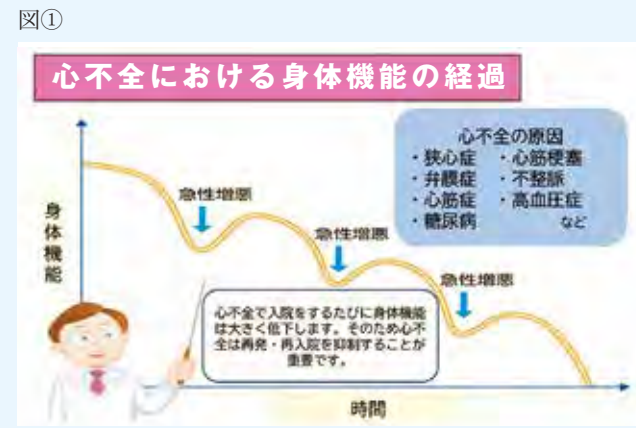 図①
心不全における身体機能の経過
心不全の原因
・狭心症 ・心筋梗塞
・弁膜症 ・不整脈
・心筋症 ・高血圧症
・糖尿病 など
身体機能
急性増悪
急性増悪
急性増悪
心不全で入院をするたびに身体機能
は大きく低下します。そのため心不
全は再発・再入院を抑制することが
重要です。
時間